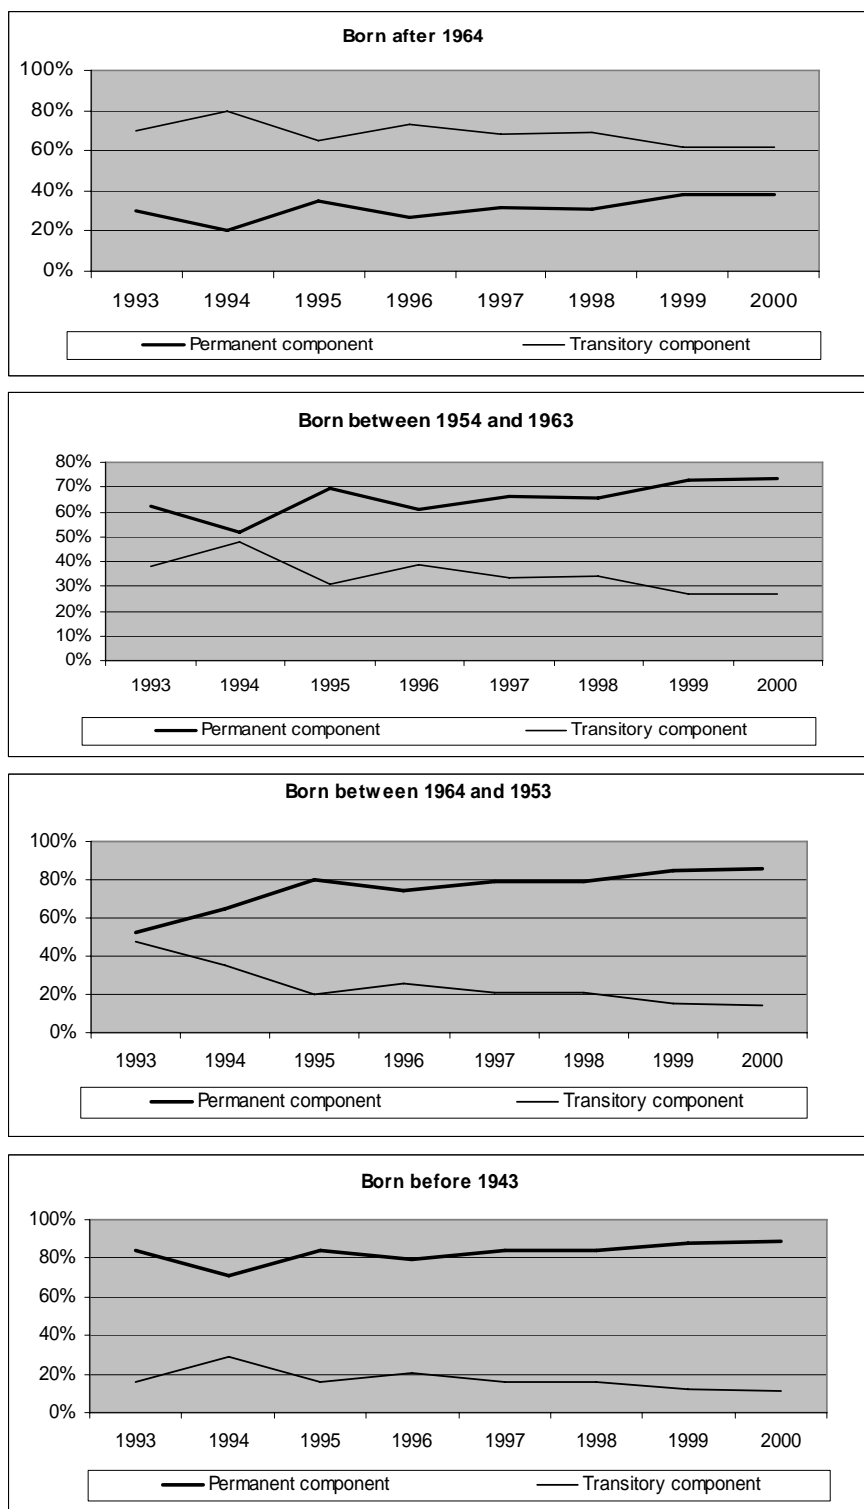 Born after 1964
100%
80%
60%
40%
20%
0%
1993 1994 1995 1996 1997 1998 1999 2000
Permanent component Transitory component
Born between 1954 and 1963
80%
70%
60%
50%
40%
30%
20%
10%
0%
1993 1994 1995 1996 1997 1998 1999 2000
Permanent component Transitory component
Born between 1964 and 1953
100%
80%
60%
40%
20%
0%
1993 1994 1995 1996 1997 1998 1999 2000
Permanent component Transitory component
Born before 1943
100%
80%
60%
40%
20%
0%
1993 1994 1995 1996 1997 1998 1999 2000
Permanent component Transitory component